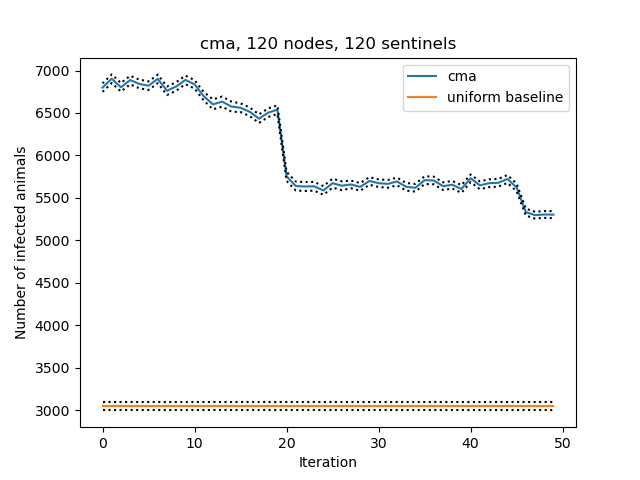 cma, 120 nodes, 120 sentinels
cma
uniform baseline
Number of infected animals
7000
6500
6000
5500
5000
4500
4000
3500
3000
0 10 20 30 40 50
Iteration